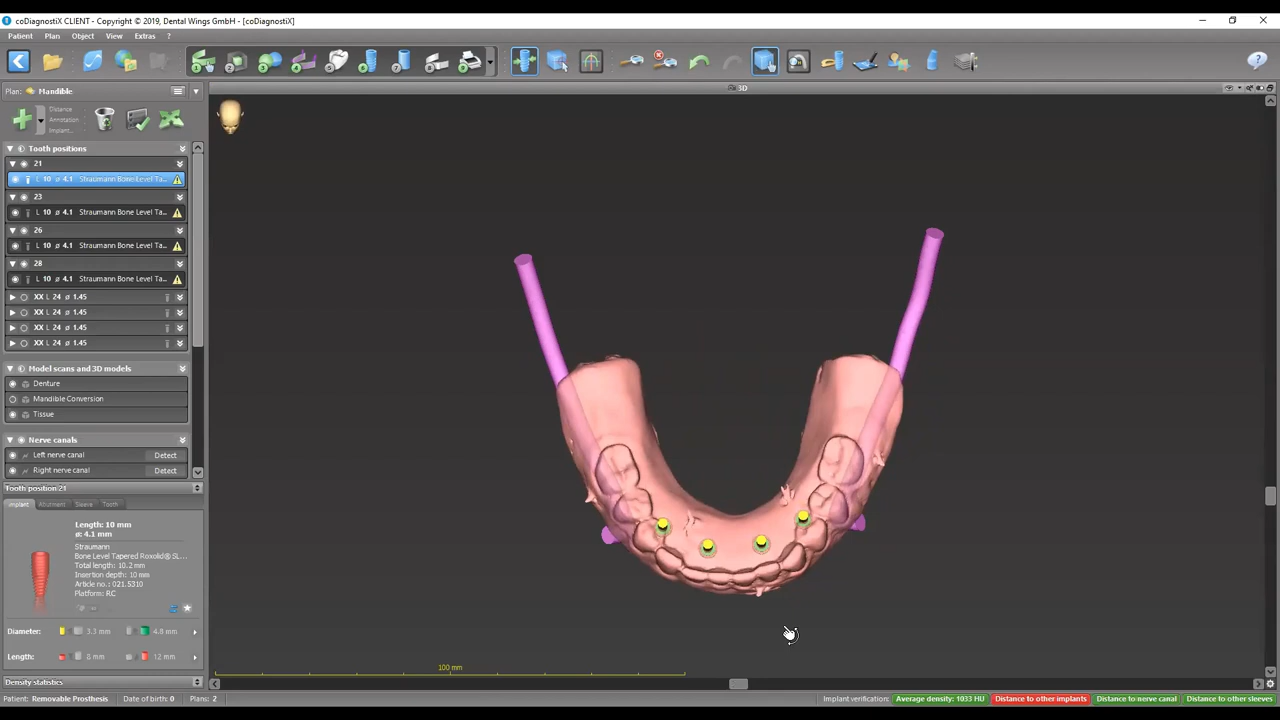 coDiagnostiX CLIENT - Copyright © 2019, Dental Wings GmbH - [coDiagnostiX]
Patient Plan Object View Extras ?
Plan: Mandible
3D
Distance
Annotation
Implant...
Tooth positions
21
L 10 ø 4.1 Straumann Bone Level Ta...
23
L 10 ø 4.1 Straumann Bone Level Ta...
26
L 10 ø 4.1 Straumann Bone Level Ta...
28
L 10 ø 4.1 Straumann Bone Level Ta...
XX L 24 ø 1.45
XX L 24 ø 1.45
XX L 24 ø 1.45
XX L 24 ø 1.45
Model scans and 3D models
Denture
Mandible Conversion
Tissue
Nerve canals
Left nerve canal Detect
Right nerve canal Detect
Tooth position 21
Implant Abutment Sleeve Tooth
Length: 10 mm
ø: 4.1 mm
Straumann
Bone Level Tapered Roxolid® SL...
Total length: 10.2 mm
Insertion depth: 10 mm
Article no.: 021.5310
Platform: RC
Diameter: 3.3 mm 4.8 mm
Length: 8 mm 12 mm
100 mm
Density statistics
Patient: Removable Prosthesis Date of birth: 0 Plans: 2 Implant verification: Average density: 1033 HU Distance to other implants Distance to nerve canal Distance to other sleeves